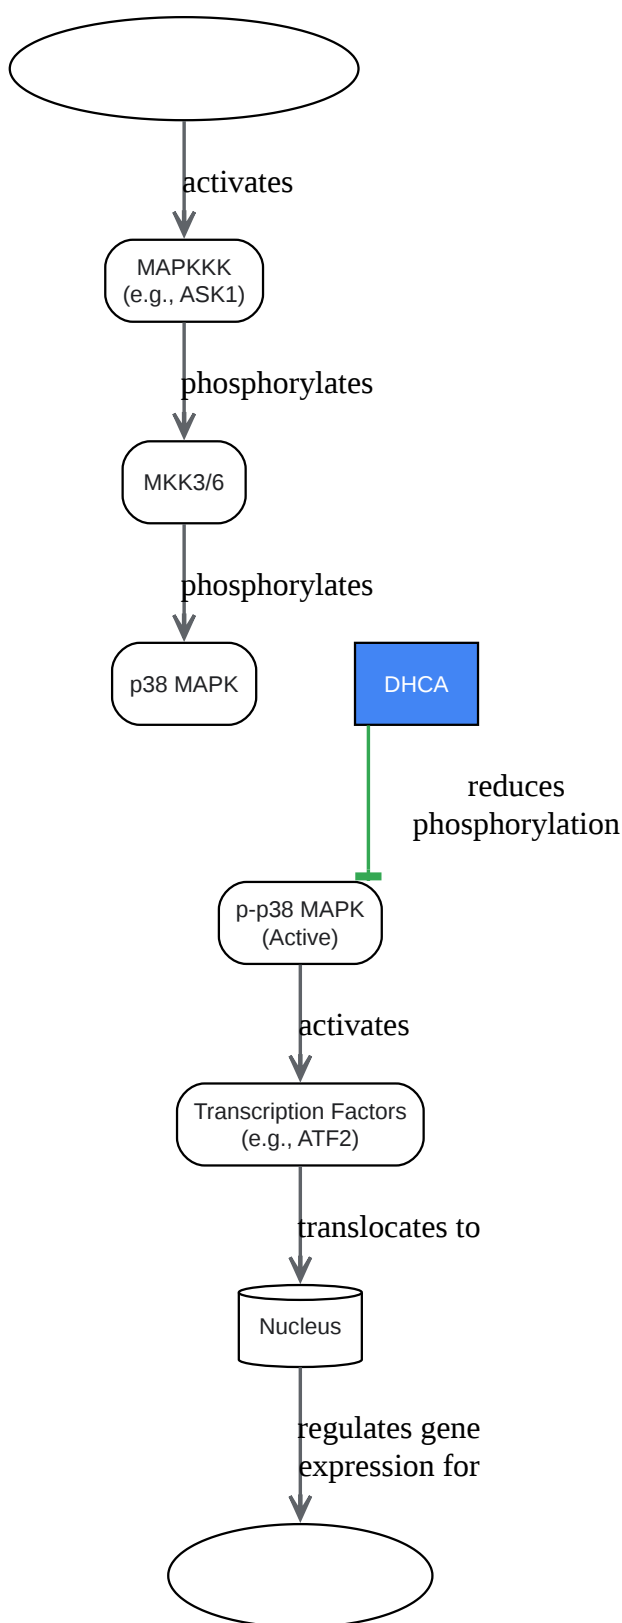 activates
MAPKKK
(e.g., ASK1)
phosphorylates
MKK3/6
phosphorylates
p38 MAPK
DHCA
reduces
phosphorylation
p-p38 MAPK
(Active)
activates
Transcription Factors
(e.g., ATF2)
translocates to
Nucleus
regulates gene
expression for